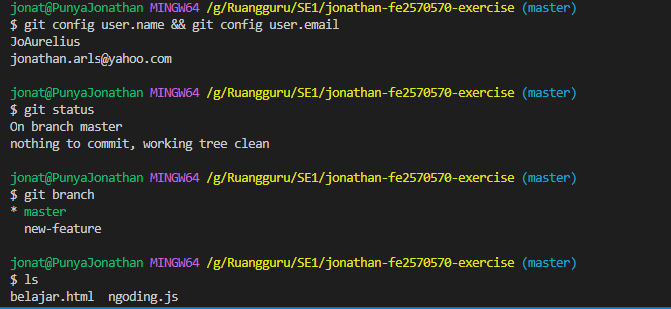 jonat@PunyaJonathan MINGW64 /g/Ruangguru/SE1/jonathan-fe2570570-exercise (master)
$ git config user.name && git config user.email
JoAurelius
jonathan.arls@yahoo.com
jonat@PunyaJonathan MINGW64 /g/Ruangguru/SE1/jonathan-fe2570570-exercise (master)
$ git status
On branch master
nothing to commit, working tree clean
jonat@PunyaJonathan MINGW64 /g/Ruangguru/SE1/jonathan-fe2570570-exercise (master)
$ git branch
* master
  new-feature
jonat@PunyaJonathan MINGW64 /g/Ruangguru/SE1/jonathan-fe2570570-exercise (master)
$ ls
belajar.html  ngoding.js